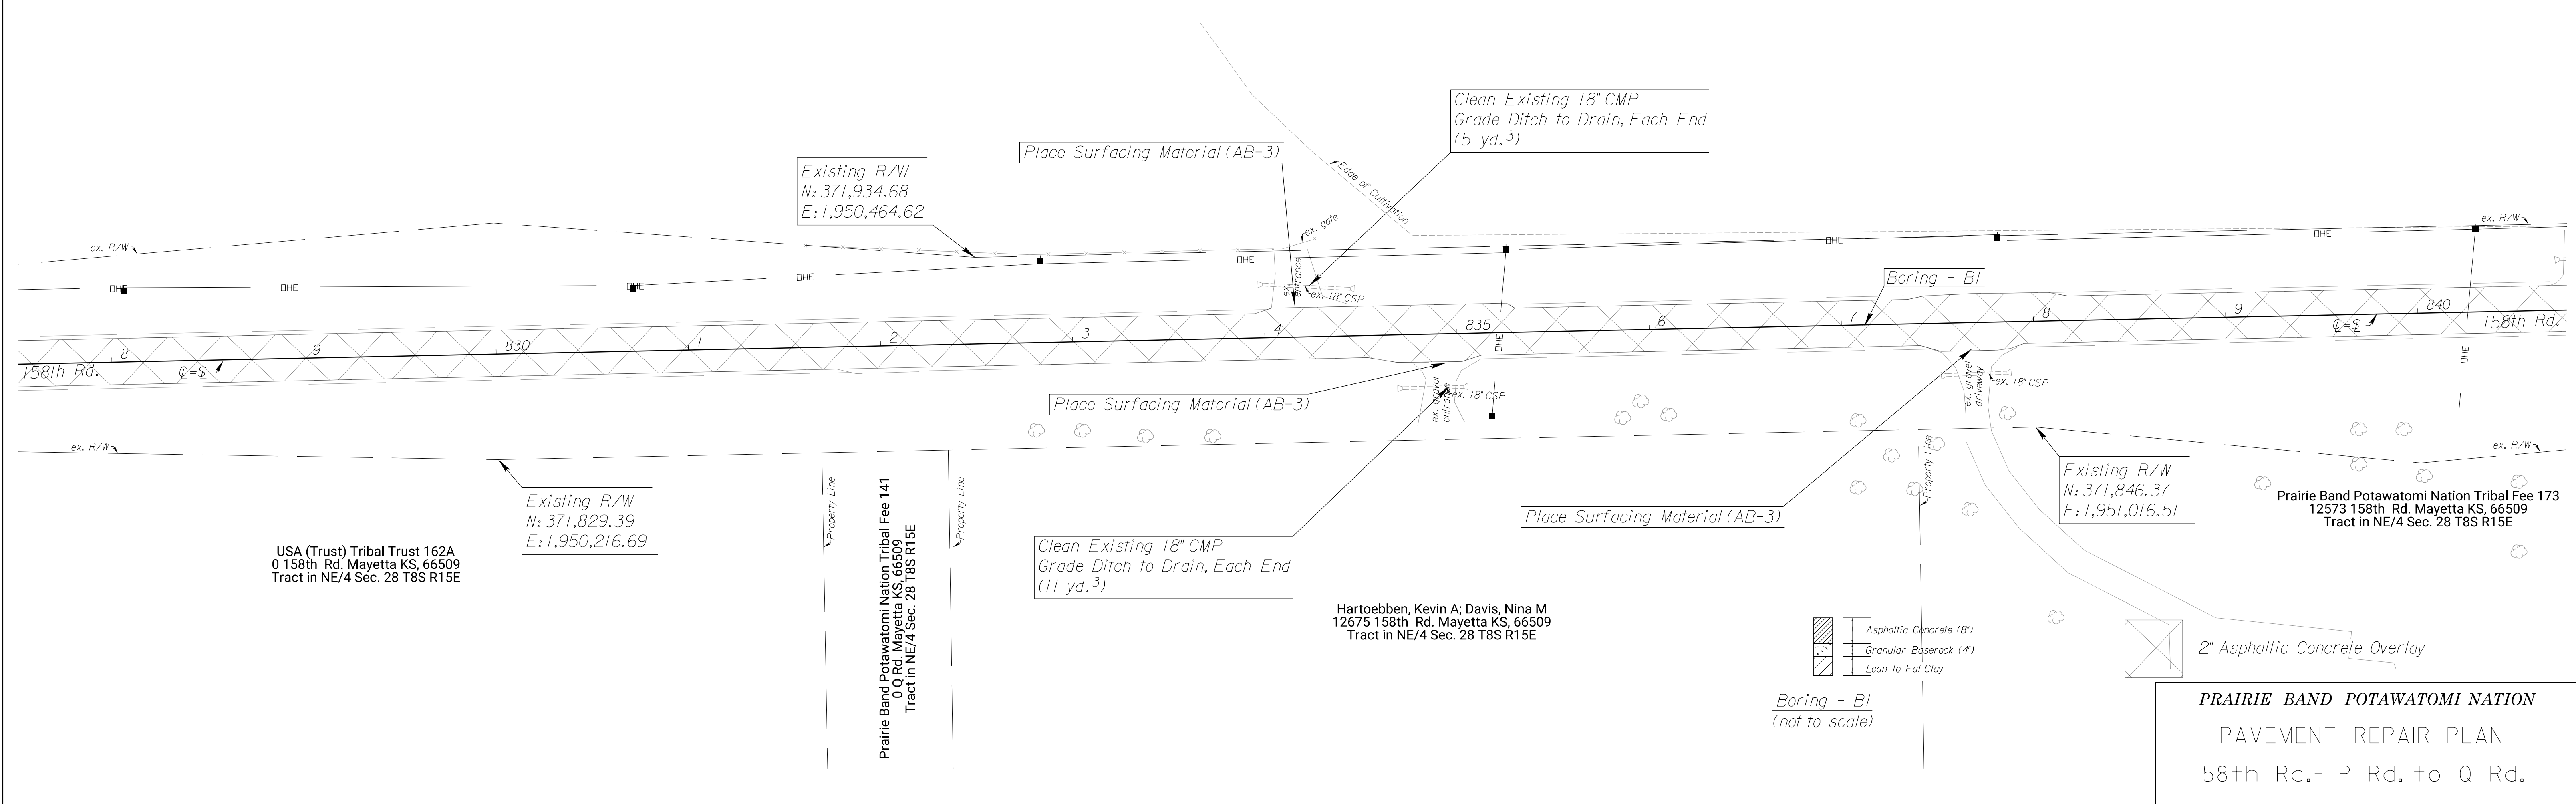 Clean Existing 18" CMP
Grade Ditch to Drain, Each End
(5 yd.3)
Place Surfacing Material (AB-3)
Existing R/W
N: 371,934.68
E: 1,950,464.62
Edge of Cultivation
ex. gate
ex. R/W
ex. R/W
OHE
OHE
OHE
OHE
OHE
OHE
OHE
ex. entrance
ex. 18" CSP
Boring - B1
8
9
830
1
2
3
4
835
6
7
8
9
840
158th Rd.
℄=$
℄=$
158th Rd.
OHE
OHE
Place Surfacing Material (AB-3)
ex. gravel
entrance
ex. 18" CSP
ex. gravel
driveway
ex. 18" CSP
ex. R/W
ex. R/W
Existing R/W
N: 371,829.39
E: 1,950,216.69
Property Line
Property Line
Property Line
Existing R/W
N: 371,846.37
E: 1,951,016.51
Place Surfacing Material (AB-3)
Prairie Band Potawatomi Nation Tribal Fee 173
12573 158th Rd. Mayetta KS, 66509
Tract in NE/4 Sec. 28 T8S R15E
USA (Trust) Tribal Trust 162A
0 158th Rd. Mayetta KS, 66509
Tract in NE/4 Sec. 28 T8S R15E
Prairie Band Potawatomi Nation Tribal Fee 141
0 Q Rd. Mayetta KS, 66509
Tract in NE/4 Sec. 28 T8S R15E
Clean Existing 18" CMP
Grade Ditch to Drain, Each End
(11 yd.3)
Hartoebben, Kevin A; Davis, Nina M
12675 158th Rd. Mayetta KS, 66509
Tract in NE/4 Sec. 28 T8S R15E
Asphaltic Concrete (8")
Granular Baserock (4")
Lean to Fat Clay
Boring - B1
(not to scale)
2" Asphaltic Concrete Overlay
PRAIRIE BAND POTAWATOMI NATION
PAVEMENT REPAIR PLAN
158th Rd.- P Rd. to Q Rd.